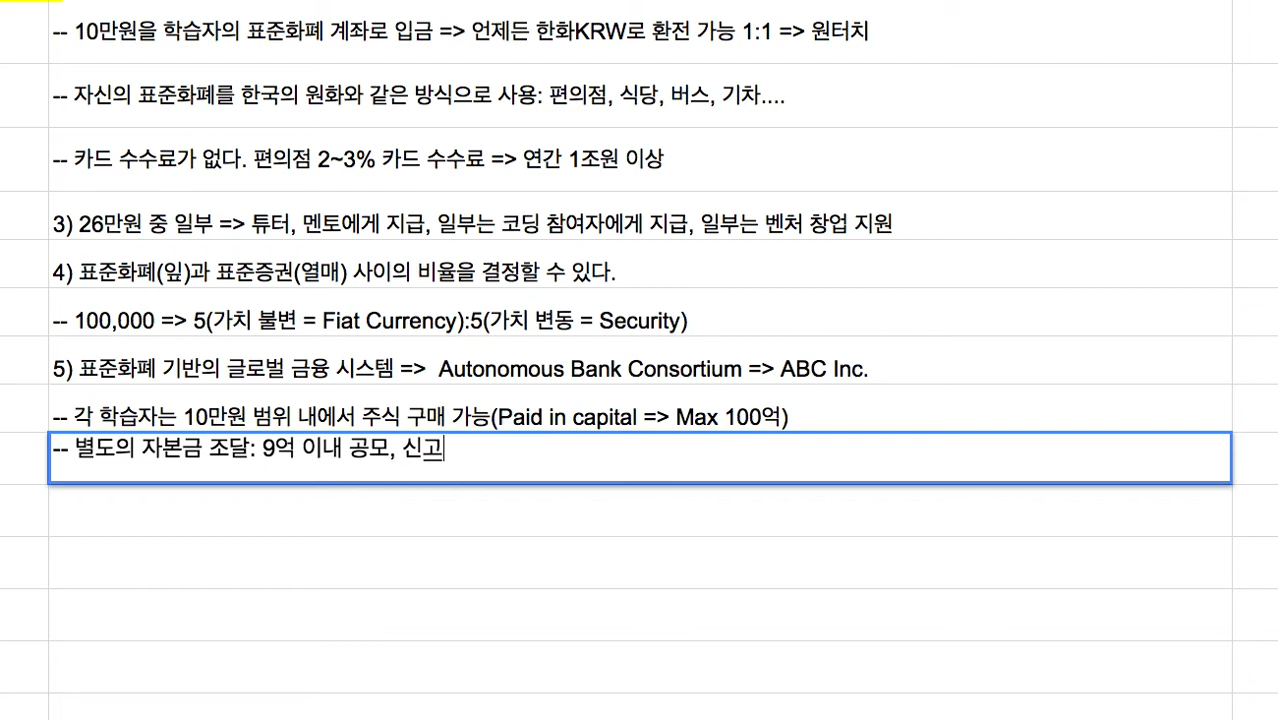 -- 10만원을 학습자의 표준화폐 계좌로 입금 => 언제든 한화KRW로 환전 가능 1:1 => 원터치
-- 자신의 표준화폐를 한국의 원화와 같은 방식으로 사용: 편의점, 식당, 버스, 기차....
-- 카드 수수료가 없다. 편의점 2~3% 카드 수수료 => 연간 1조원 이상
3) 26만원 중 일부 => 튜터, 멘토에게 지급, 일부는 코딩 참여자에게 지급, 일부는 벤처 창업 지원
4) 표준화폐(잎)과 표준증권(열매) 사이의 비율을 결정할 수 있다.
-- 100,000 => 5(가치 불변 = Fiat Currency):5(가치 변동 = Security)
5) 표준화폐 기반의 글로벌 금융 시스템 =>  Autonomous Bank Consortium => ABC Inc.
-- 각 학습자는 10만원 범위 내에서 주식 구매 가능(Paid in capital => Max 100억)
-- 별도의 자본금 조달: 9억 이내 공모, 신고